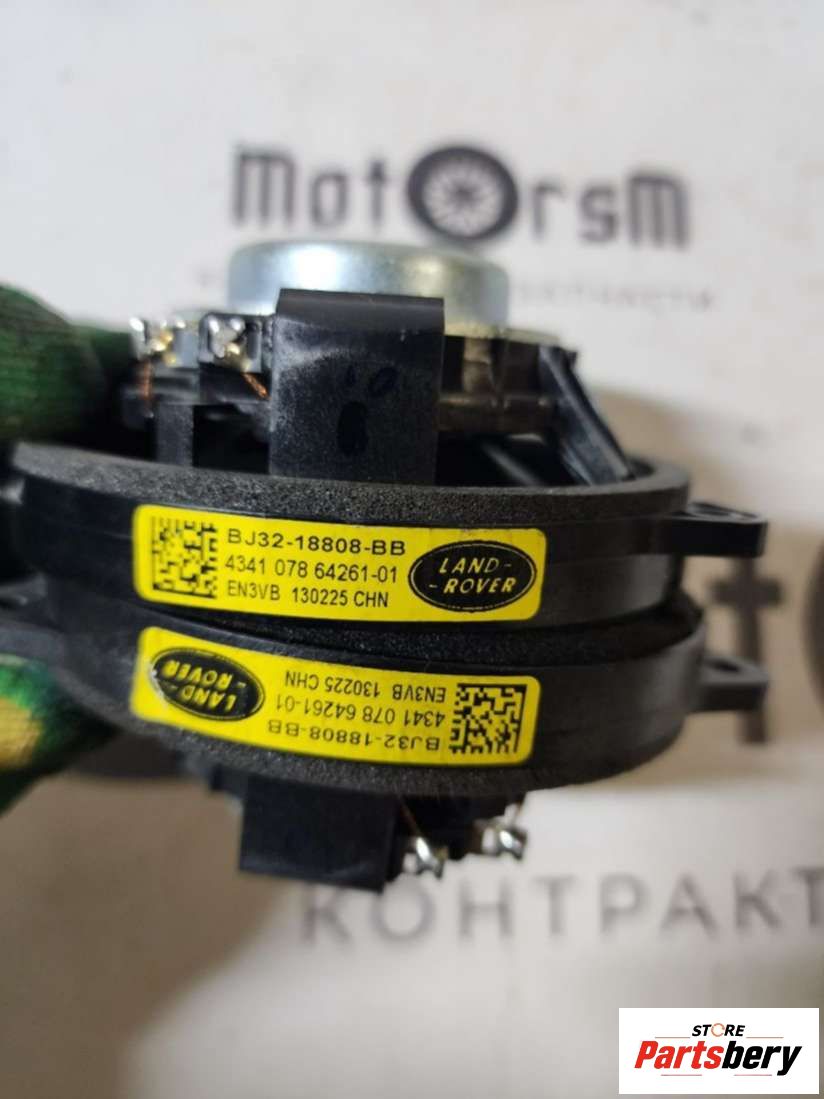 MotOrsM
BJ32-18808-BB
4341 078 64261-01
EN3VB 130225 CHN
LAND-
-ROVER
BJ32-18808-BB
4341 078 64261-01
EN3VB 130225 CHN
LAND-
-ROVER
КОНТРАКТ
STORE
Partsbery